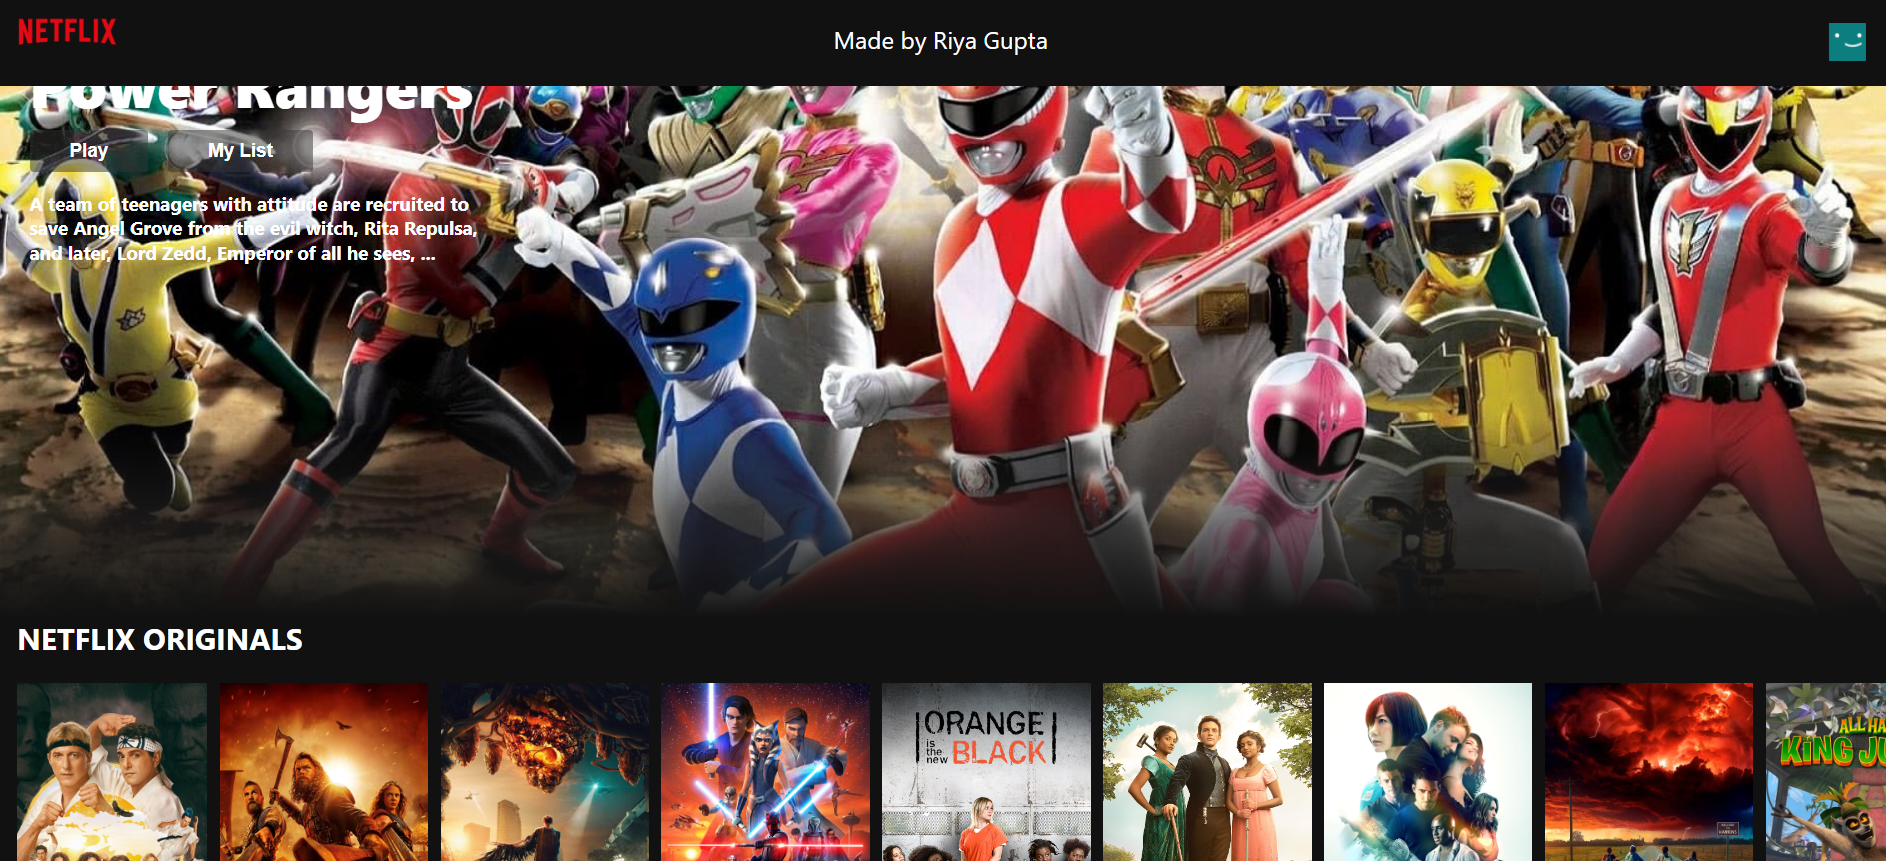 NETFLIX
Made by Riya Gupta
Power Rangers
Play
My List
A team of teenagers with attitude are recruited to
save Angel Grove from the evil witch, Rita Repulsa,
and later, Lord Zedd, Emperor of all he sees, ...
NETFLIX ORIGINALS
ORANGE
is
the
new
BLACK
ALL HA
KING JU